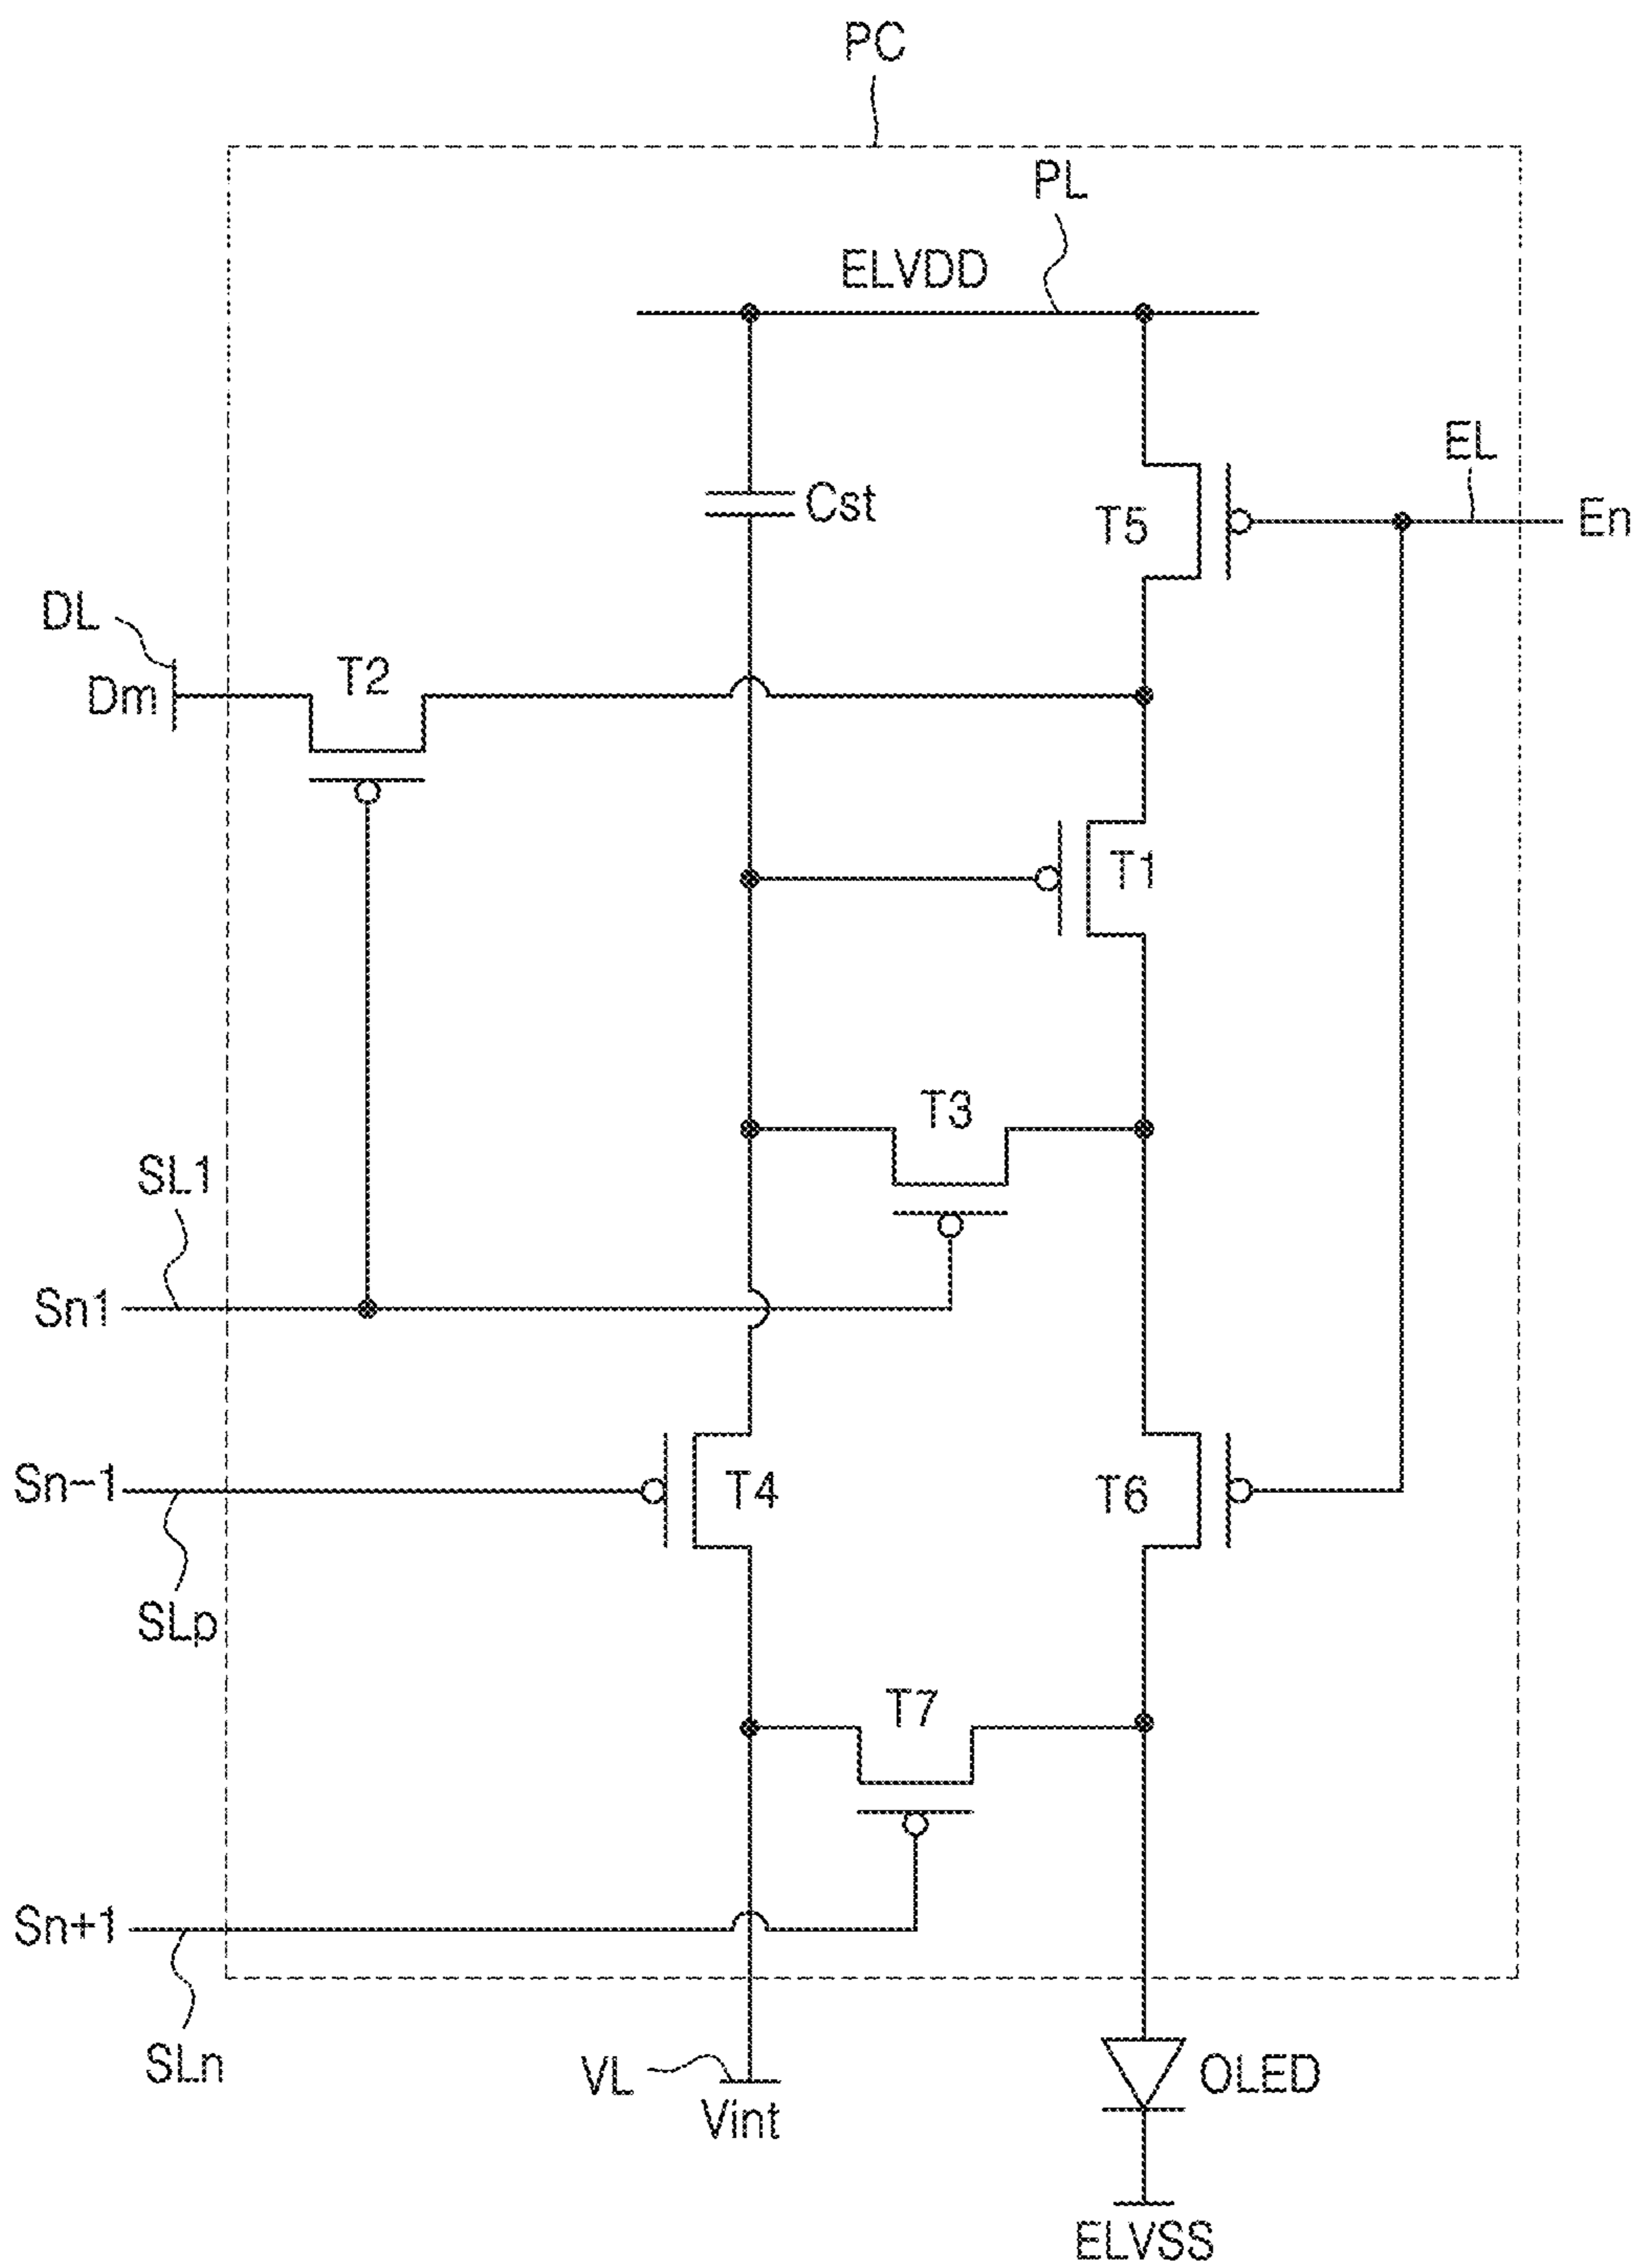 PC
PL
ELVDD
EL
Cst
T5
En
DL
T2
Dm
T1
T3
SL1
Sn1
Sn-1
T4
T6
SLp
T7
Sn+1
SLn
VL
OLED
Vint
ELVSS